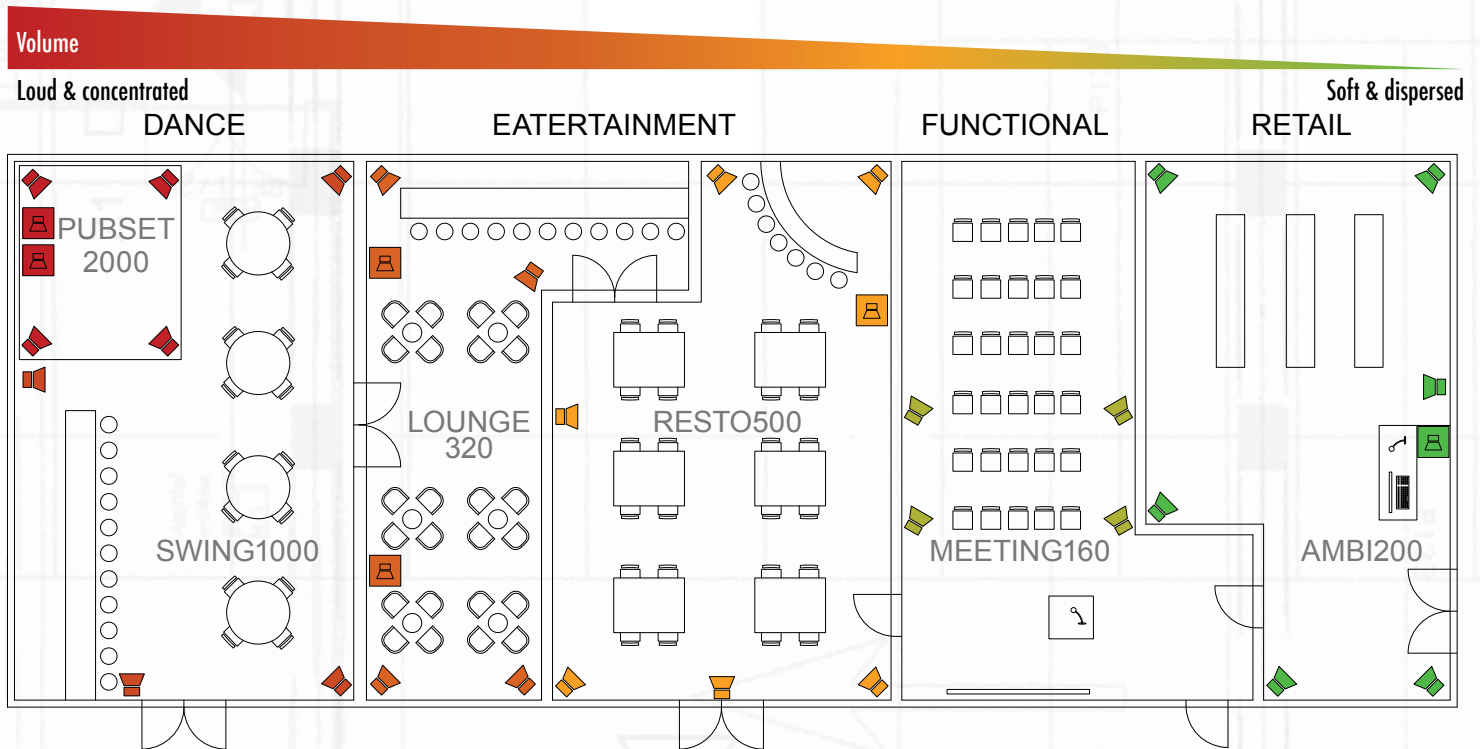 Volume
Loud & concentrated
Soft & dispersed
DANCE
EATERTAINMENT
FUNCTIONAL
RETAIL
PUBSET
2000
LOUNGE
320
RESTO500
SWING1000
MEETING160
AMBI200